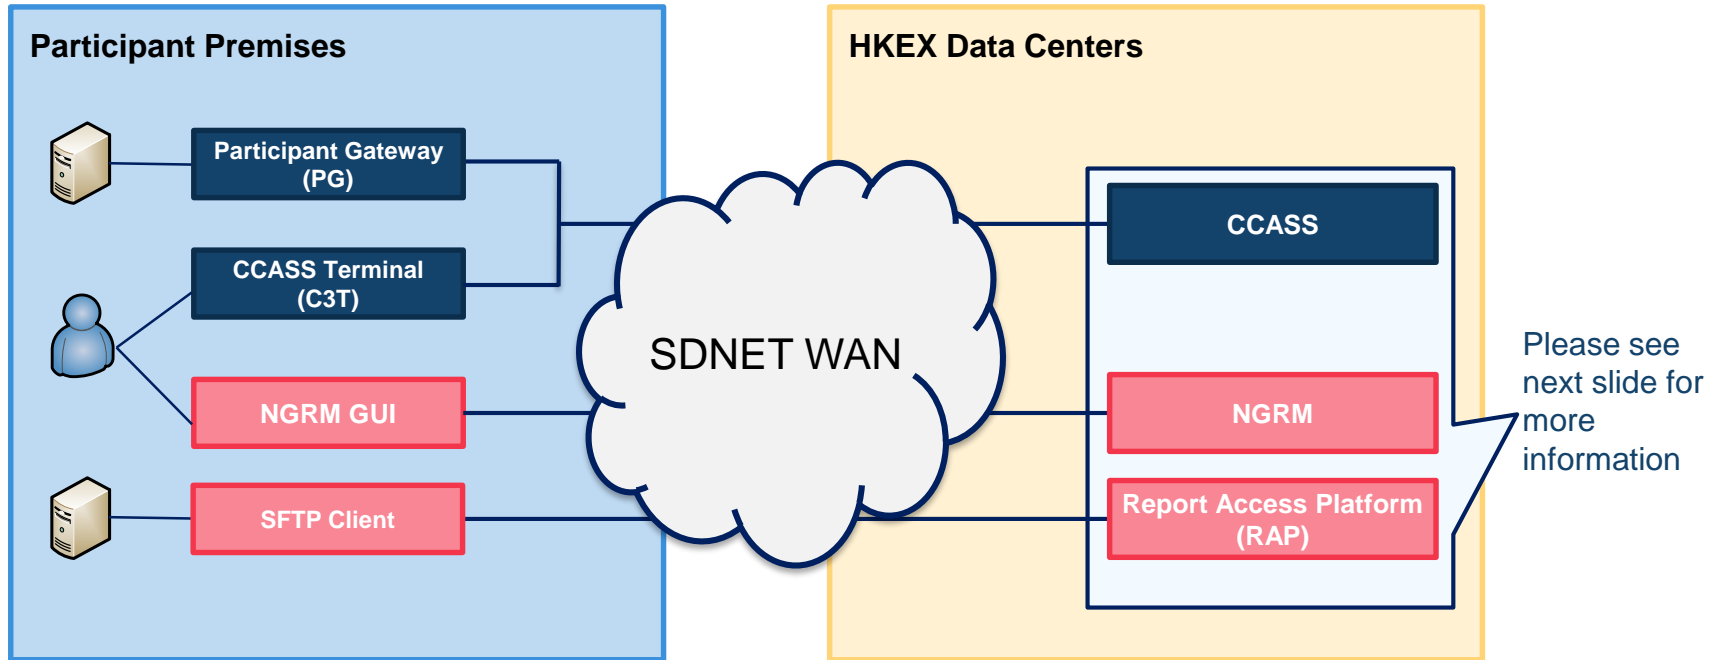 Participant Premises
HKEX Data Centers
Participant Gateway
(PG)
CCASS Terminal
(C3T)
NGRM GUI
SFTP Client
SDNET WAN
CCASS
NGRM
Report Access Platform
(RAP)
Please see
next slide for
more
information